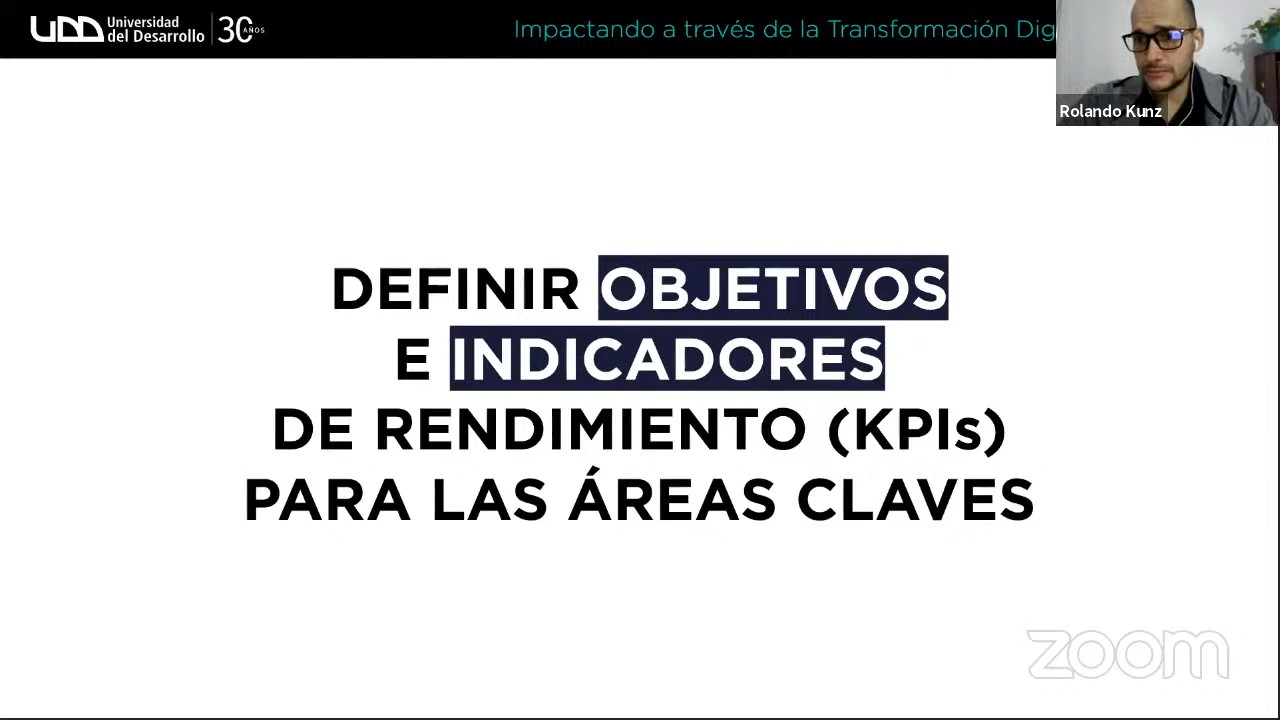 UDD Universidad
del Desarrollo
30 AÑOS
Impactando a través de la Transformación Dig
Rolando Kunz
DEFINIR OBJETIVOS
E INDICADORES
DE RENDIMIENTO (KPIs)
PARA LAS ÁREAS CLAVES
zoom